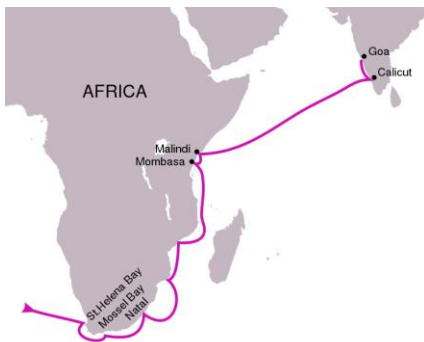 Goa
Calicut
AFRICA
Malindi
Mombasa
St.Helena Bay
Mossel Bay
Natal